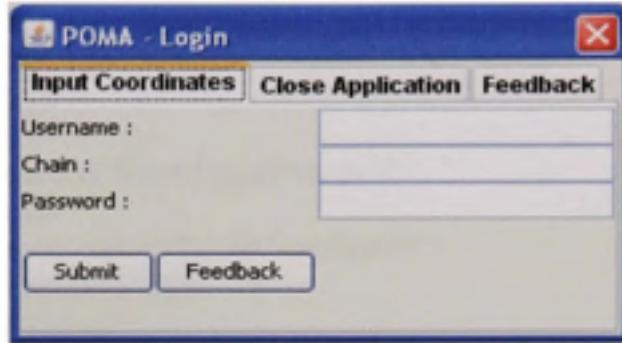 POMA - Login
Input Coordinates Close Application Feedback
Username :
Chain :
Password :
Submit Feedback